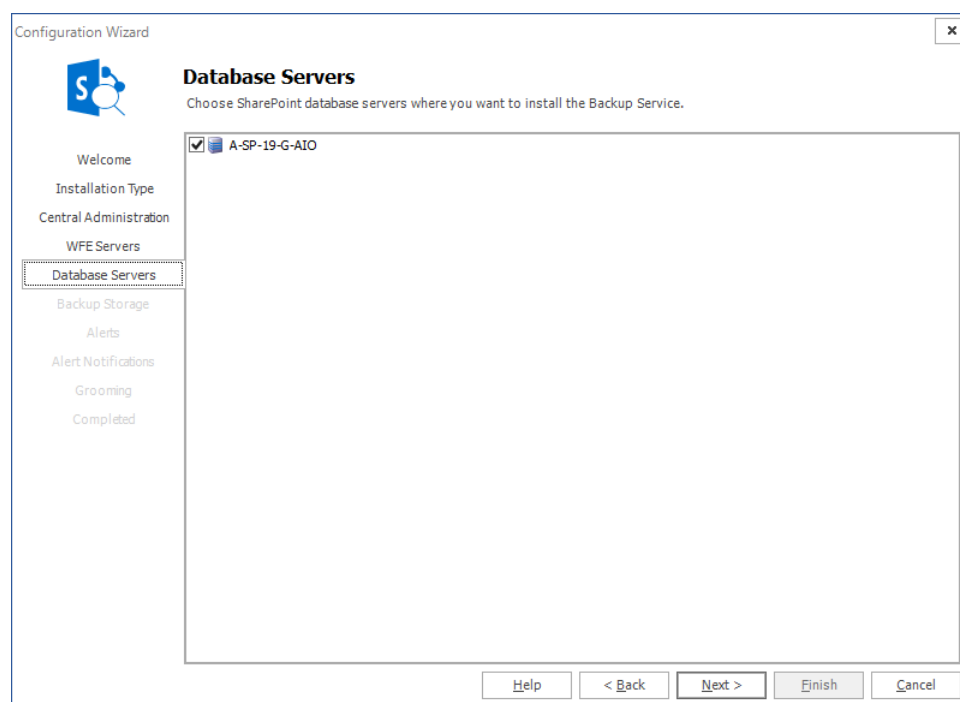 Configuration Wizard
Database Servers
Choose SharePoint database servers where you want to install the Backup Service.
A-SP-19-G-AIO
Welcome
Installation Type
Central Administration
WFE Servers
Database Servers
Backup Storage
Alerts
Alert Notifications
Grooming
Completed
Help
< Back
Next >
Finish
Cancel